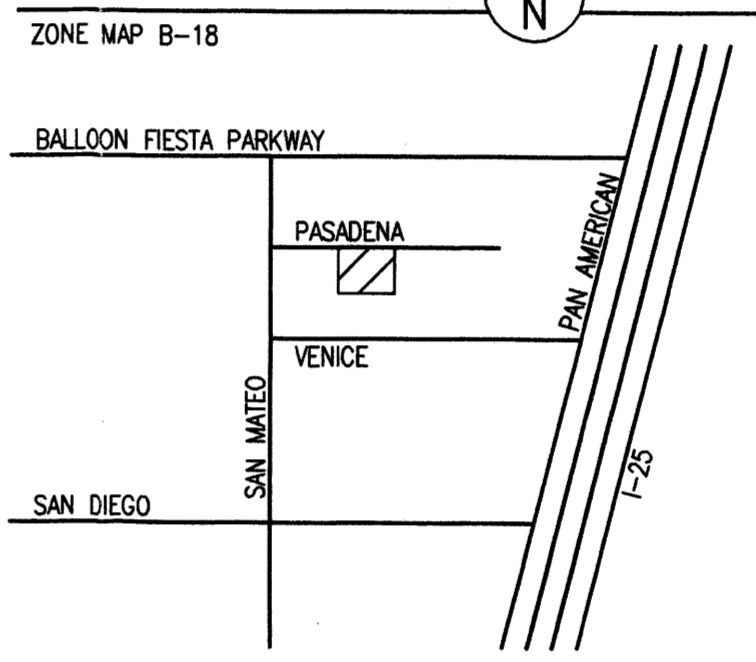 N
ZONE MAP B-18
BALLOON FIESTA PARKWAY
PASADENA
PAN AMERICAN
VENICE
SAN MATEO
I-25
SAN DIEGO